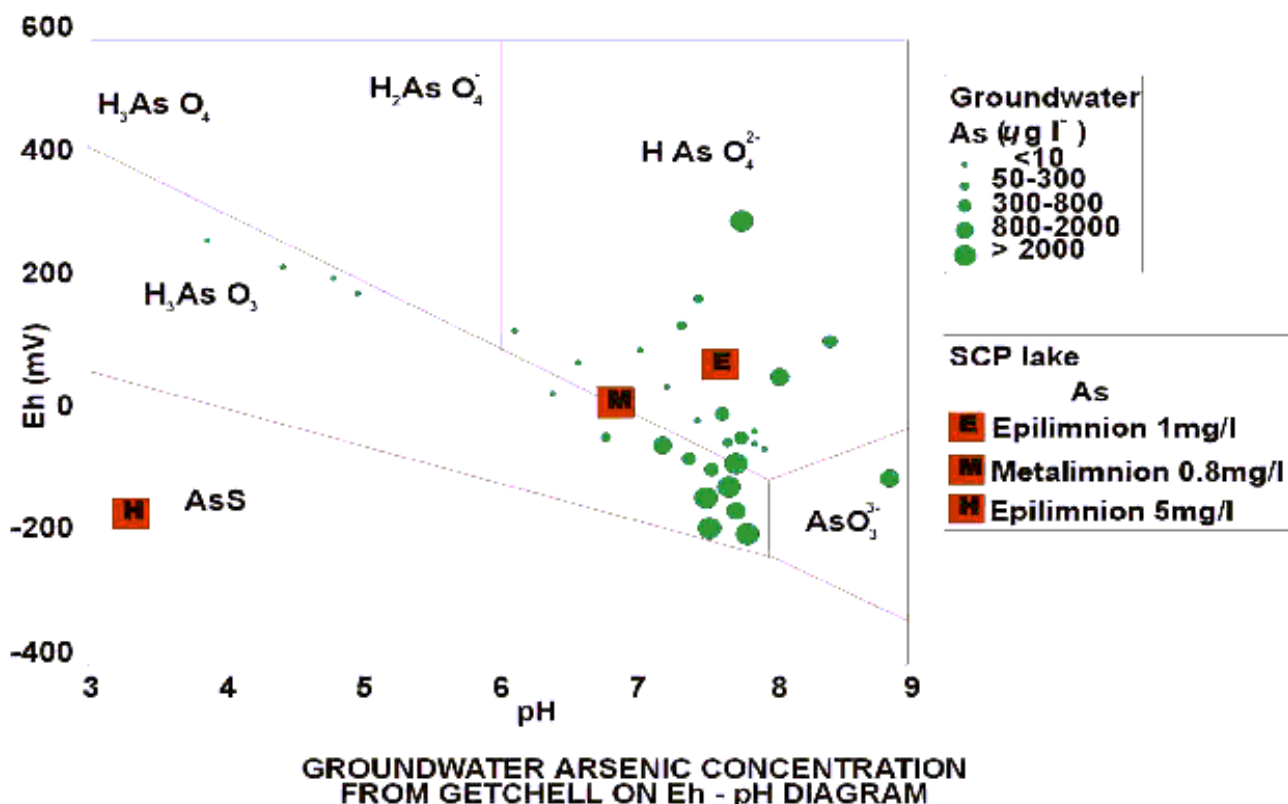 600
400
200
0
-200
-400
Eh (mV)
H₃As O₄
H₂As O₄⁻
H As O₄²⁻
H₃As O₃
AsS
AsO₃³⁻
E
M
H
3 4 5 6 7 8 9
pH
Groundwater
As (µg l⁻)
<10
50-300
300-800
800-2000
> 2000
SCP lake
As
E Epilimnion 1mg/l
M Metalimnion 0.8mg/l
H Epilimnion 5mg/l
GROUNDWATER ARSENIC CONCENTRATION
FROM GETCHELL ON Eh - pH DIAGRAM